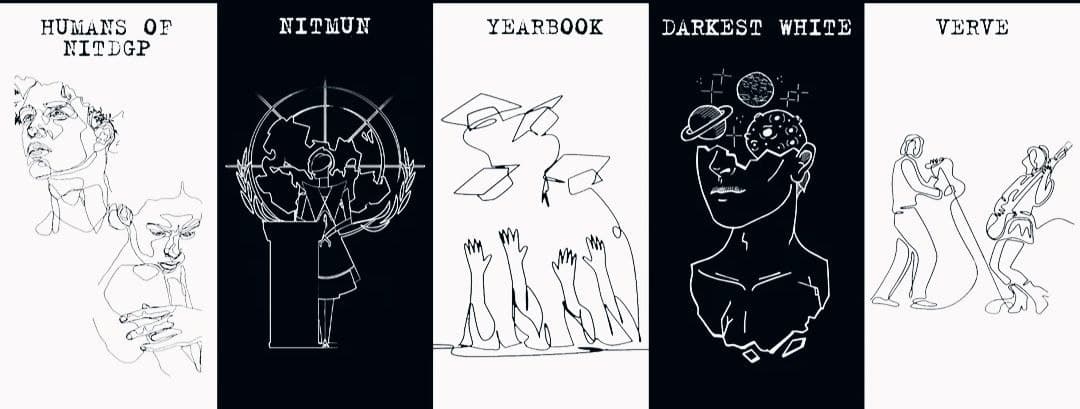 HUMANS OF
NITDGP
NITMUN
YEARBOOK
DARKEST WHITE
VERVE